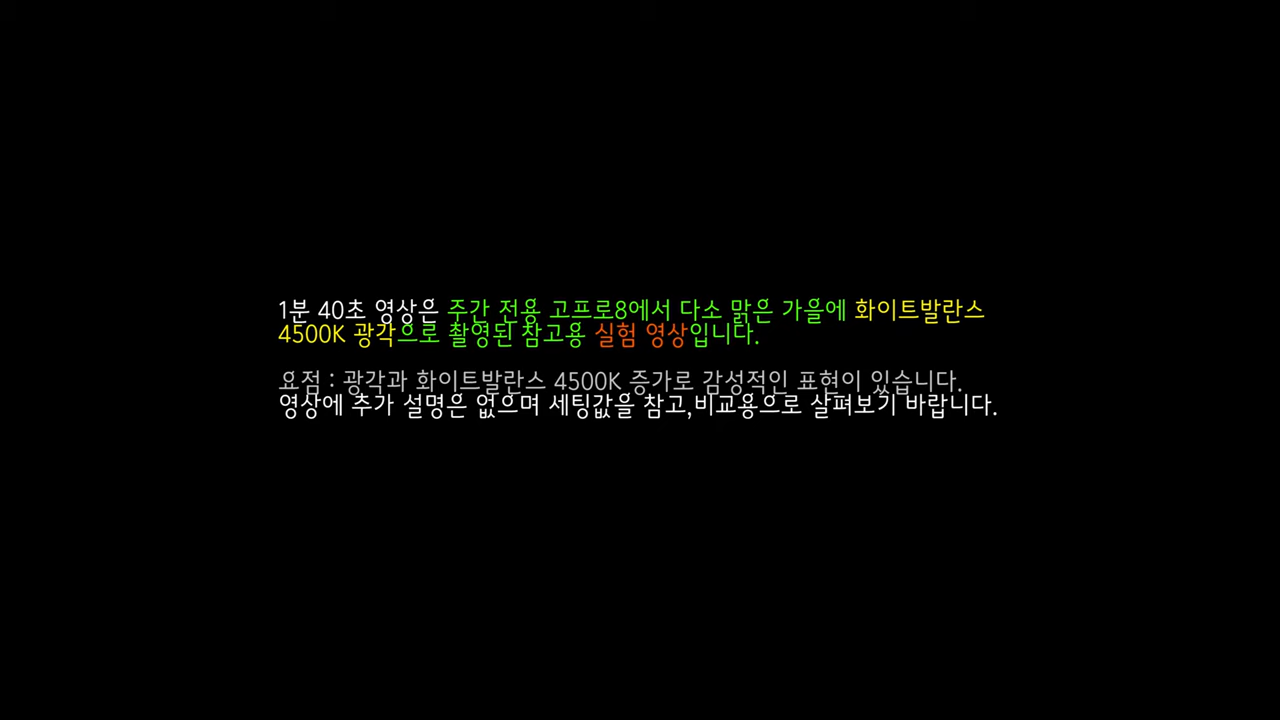 1분 40초 영상은 주간 전용 고프로8에서 다소 맑은 가을에 화이트발란스
4500K 광각으로 촬영된 참고용 실험 영상입니다.
요점 : 광각과 화이트발란스 4500K 증가로 감성적인 표현이 있습니다.
영상에 추가 설명은 없으며 세팅값을 참고,비교용으로 살펴보기 바랍니다.